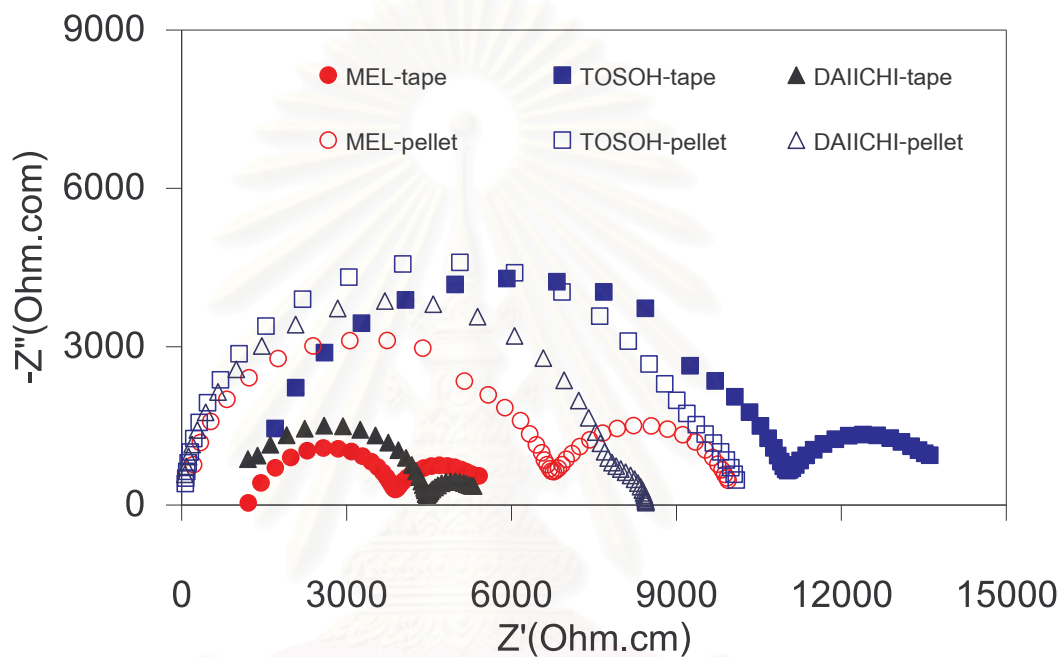 9000
6000
3000
0
-Z"(Ohm.com)
MEL-tape TOSOH-tape DAIICHI-tape
MEL-pellet TOSOH-pellet DAIICHI-pellet
0 3000 6000 9000 12000 15000
Z'(Ohm.cm)